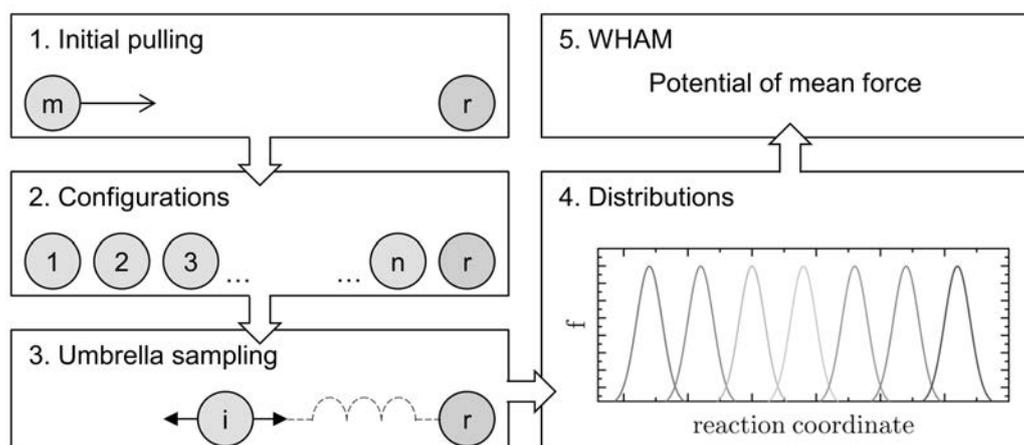 1. Initial pulling
m
r
2. Configurations
1 2 3 ... ... n r
3. Umbrella sampling
i
r
4. Distributions
f
reaction coordinate
5. WHAM
Potential of mean force